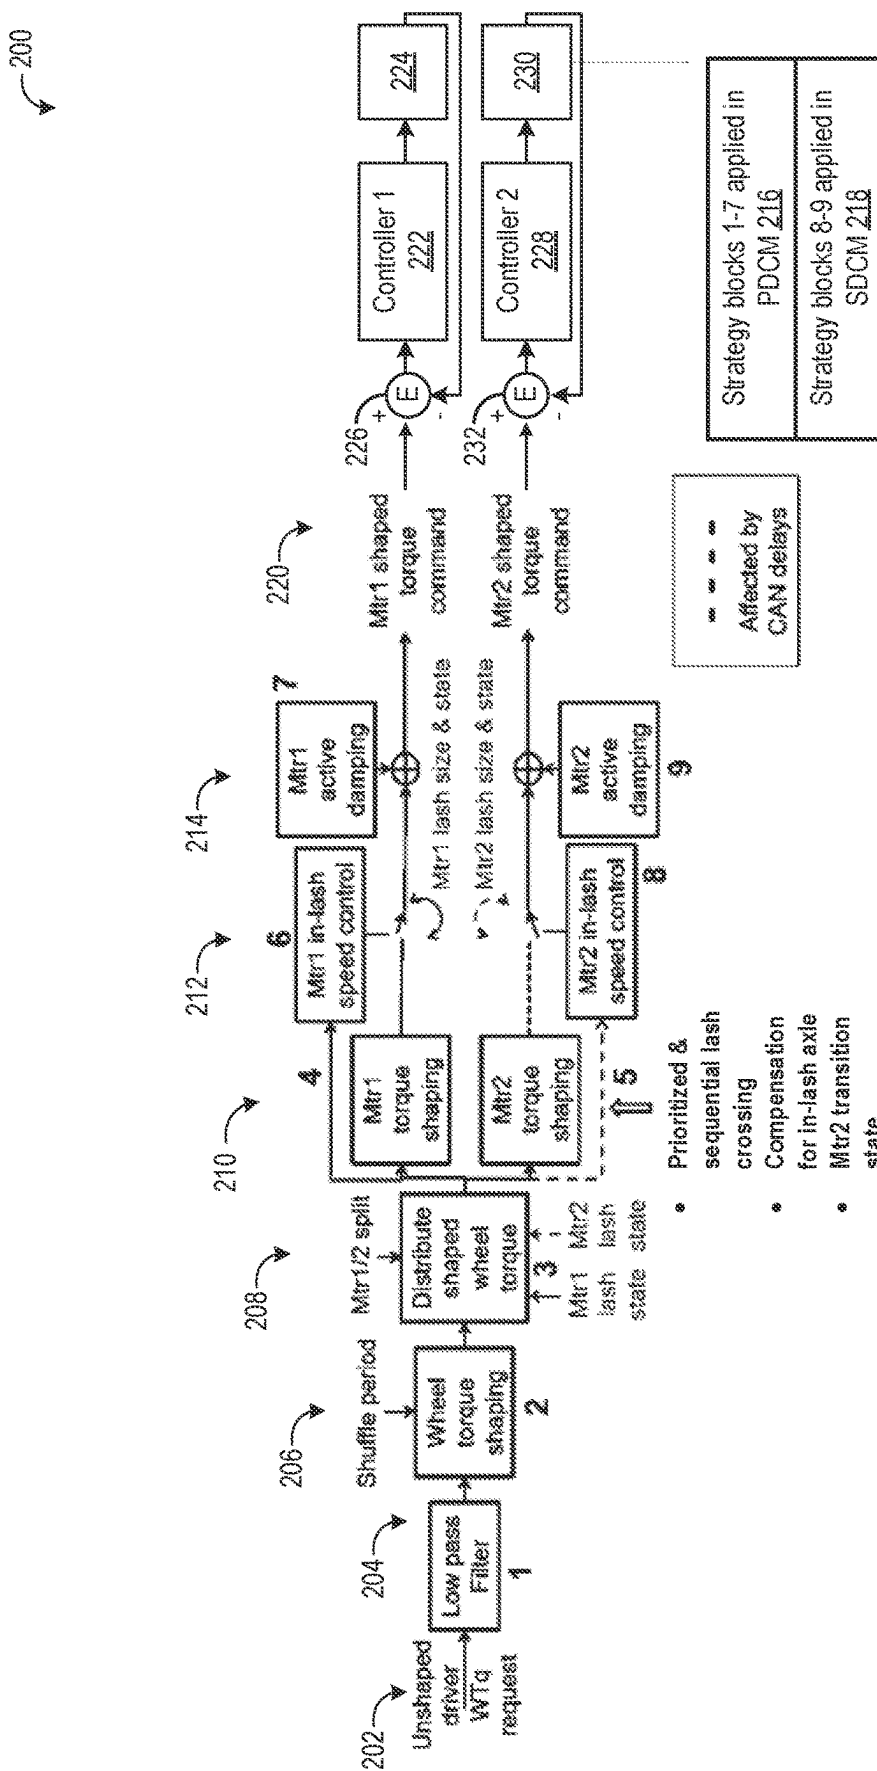 200
202
Unshaped
driver
WTq
request
204
Low pass
Filter
1
206
Shuffle period
Wheel
torque
shaping
2
208
Mtr1/2 split
Distribute
shaped
wheel
torque
3
Mtr1
lash
state
Mtr2
lash
state
210
4
Mtr1
torque
shaping
Mtr2
torque
shaping
5
• Prioritized &
sequential lash
crossing
• Compensation
for in-lash axle
• Mtr2 transition
state
212
6
Mtr1 in-lash
speed control
Mtr1 lash size & state
Mtr2 lash size & state
Mtr2 in-lash
speed control
8
214
7
Mtr1
active
damping
Mtr2
active
damping
9
220
Mtr1 shaped
torque
command
Mtr2 shaped
torque
command
Affected by
CAN delays
226
+
E
-
Controller 1
222
224
232
+
E
-
Controller 2
228
230
Strategy blocks 1-7 applied in
PDCM 216
Strategy blocks 8-9 applied in
SDCM 218